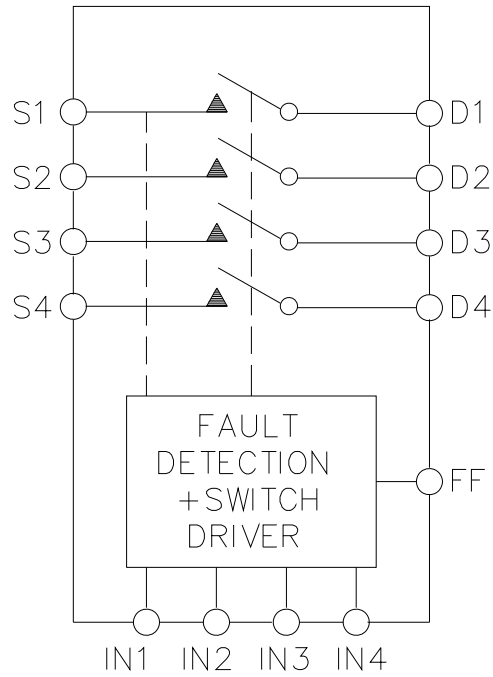 S1 D1
S2 D2
S3 D3
S4 D4
FAULT
DETECTION
+SWITCH
DRIVER
FF
IN1 IN2 IN3 IN4